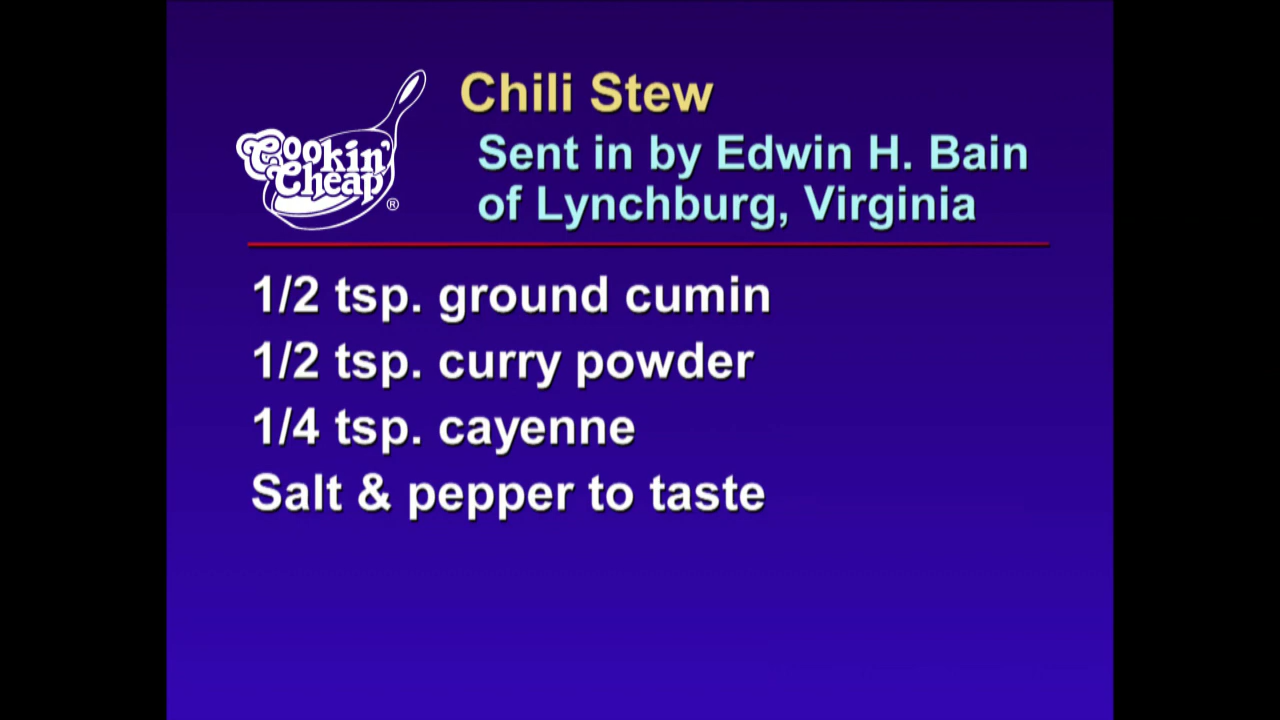 Cookin'
Cheap
®
Chili Stew
Sent in by Edwin H. Bain
of Lynchburg, Virginia
1/2 tsp. ground cumin
1/2 tsp. curry powder
1/4 tsp. cayenne
Salt & pepper to taste